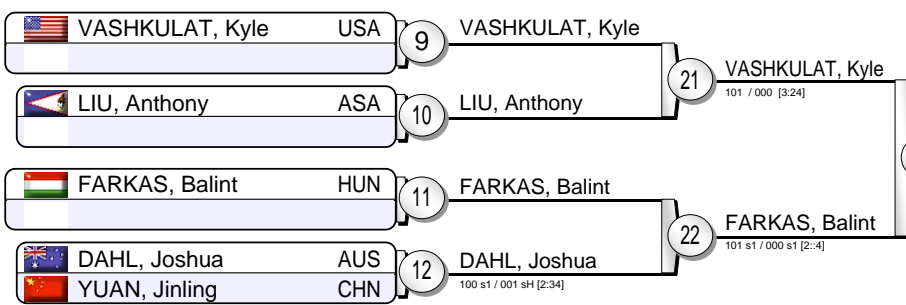 VASHKULAT, Kyle USA
9
VASHKULAT, Kyle
21
VASHKULAT, Kyle
101 / 000 [3:24]
LIU, Anthony ASA
10
LIU, Anthony
FARKAS, Balint HUN
11
FARKAS, Balint
22
FARKAS, Balint
101 s1 / 000 s1 [2::4]
DAHL, Joshua AUS
YUAN, Jinling CHN
12
DAHL, Joshua
100 s1 / 001 sH [2:34]